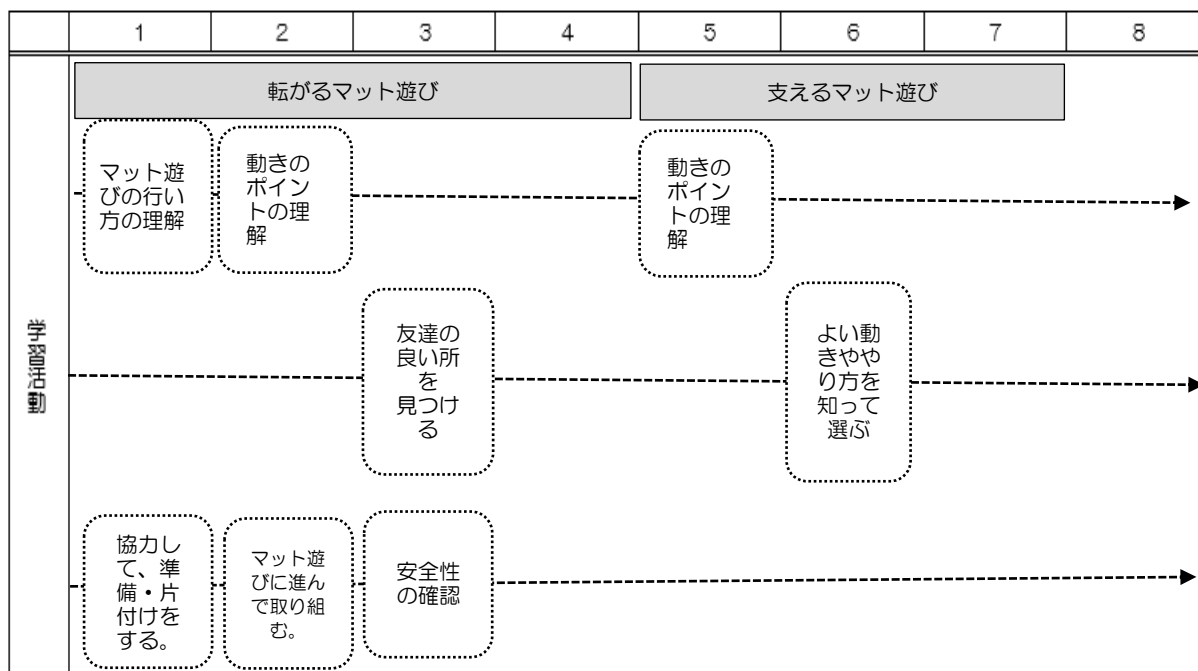 1 2 3 4 5 6 7 8
転がるマット遊び 支えるマット遊び
マット遊
びの行い
方の理解
動きの
ポイン
トの理
解
動きの
ポイン
トの理
解
学習活動
友達の
良い所
を
見つけ
る
よい動
きやや
り方を
知って
選ぶ
協力し
て、準
備・片
付けを
する。
マット遊
びに進ん
で取り組
む。
安全性
の確認